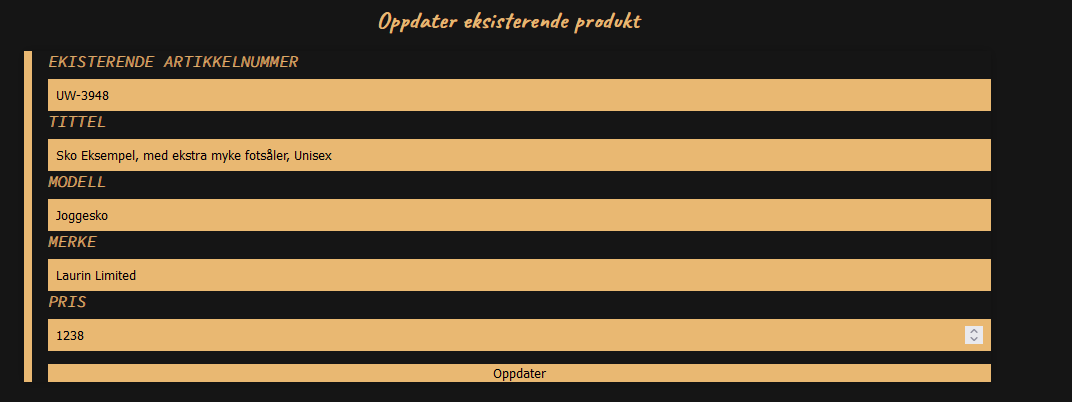 Oppdater eksisterende produkt
EKISTERENDE ARTIKKELNUMMER
UW-3948
TITTEL
Sko Eksempel, med ekstra myke fotsåler, Unisex
MODELL
Joggesko
MERKE
Laurin Limited
PRIS
1238
Oppdater